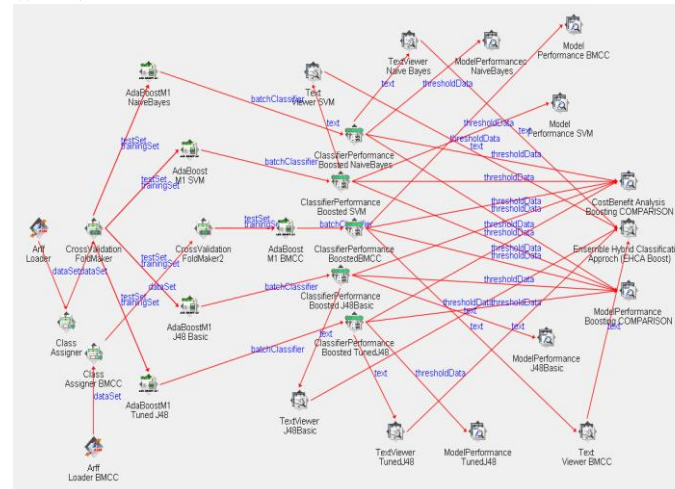 Model
Performance BMCC
TextViewer
Naive Bayes
ModelPerformancec
NaiveBayes
AdaBoostM1
NaiveBayes
Text
Viewer SVM
batchClassifier
text
text
thresholdData
thresholdData
text
text
Model
Performance SVM
testSet
trainingSet
AdaBoost
M1 SVM
batchClassifier
ClassifierPerformance
Boosted NaiveBayes
thresholdData
CostBenefit Analysis
Boosting COMPARISON
testSet
trainingSet
ClassifierPerformance
Boosted SVM
thresholdData
thresholdData
thresholdData
Arff
Loader
CrossValidation
FoldMaker
CrossValidation
FoldMaker2
testSet
trainingSet
AdaBoost
M1 BMCC
batchClassifier
ClassifierPerformance
BoostedBMCC
thresholdData
thresholdData
Ensemble Hybrid Classificati
Approch (EHCA Boost)
dataSet
dataSet
testSet
trainingSet
dataSet
batchClassifier
ClassifierPerformance
Boosted J48Basic
thresholdData
testSet
trainingSet
AdaBoostM1
J48 Basic
thresholdData
thresholdData
text
text
ModelPerformance
Boosting COMPARISON
Class
Assigner
batchClassifier
text
ClassifierPerformance
Boosted TunedJ48
text
ModelPerformance
J48Basic
Class
Assigner BMCC
text
thresholdData
text
dataSet
AdaBoostM1
Tuned J48
TextViewer
J48Basic
Arff
Loader BMCC
TextViewer
TunedJ48
ModelPerformance
TunedJ48
Text
Viewer BMCC